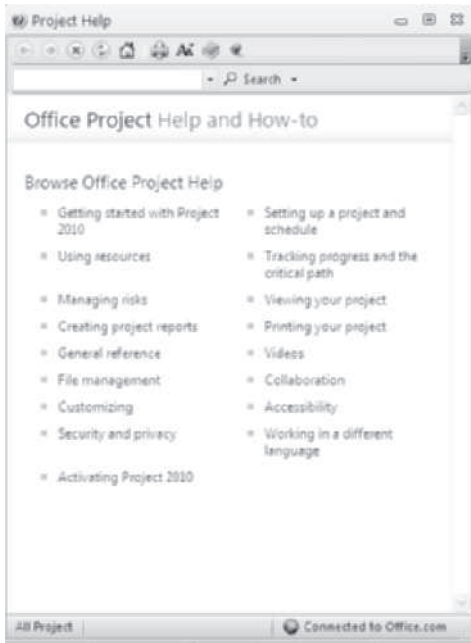 Project Help
Search
Office Project Help and How-to
Browse Office Project Help
Getting started with Project
2010
Setting up a project and
schedule
Using resources
Tracking progress and the
critical path
Managing risks
Viewing your project
Creating project reports
Printing your project
General reference
Videos
File management
Collaboration
Customizing
Accessibility
Security and privacy
Working in a different
language
Activating Project 2010
All Project
Connected to Office.com